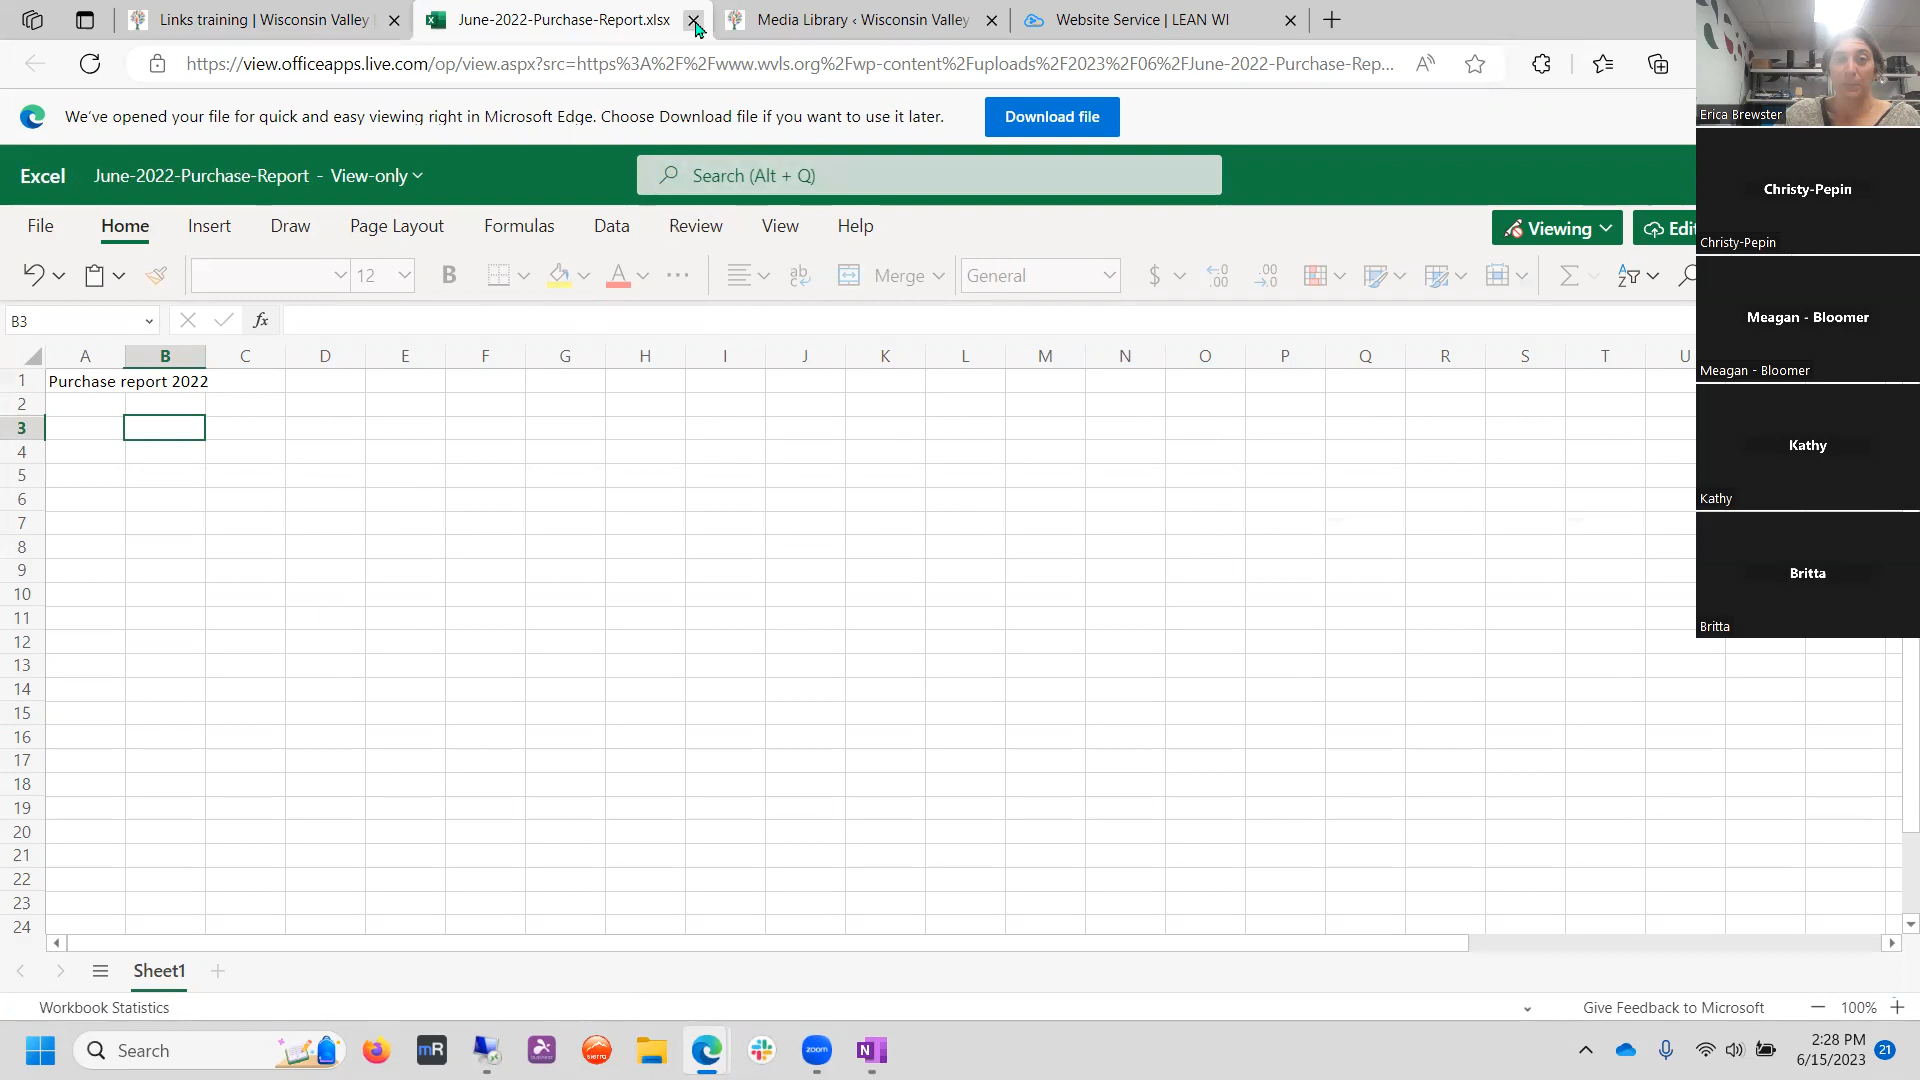 Links training | Wisconsin Valley
June-2022-Purchase-Report.xlsx
Media Library ‹ Wisconsin Valley
Website Service | LEAN WI
https://view.officeapps.live.com/op/view.aspx?src=https%3A%2F%2Fwww.wvls.org%2Fwp-content%2Fuploads%2F2023%2F06%2FJune-2022-Purchase-Rep...
We've opened your file for quick and easy viewing right in Microsoft Edge. Choose Download file if you want to use it later.
Download file
Excel
June-2022-Purchase-Report - View-only
Search (Alt + Q)
File Home Insert Draw Page Layout Formulas Data Review View Help
Viewing
Edit
12 B A ab Merge General $ .00 .00
B3
fx
A B C D E F G H I J K L M N O P Q R S T U
1 Purchase report 2022
2
3
4
5
6
7
8
9
10
11
12
13
14
15
16
17
18
19
20
21
22
23
24
Sheet1
Workbook Statistics
Give Feedback to Microsoft
100%
Erica Brewster
Christy-Pepin
Christy-Pepin
Meagan - Bloomer
Meagan - Bloomer
Kathy
Kathy
Britta
Britta
Search
mR
sierra
zoom
N
2:28 PM
6/15/2023
21